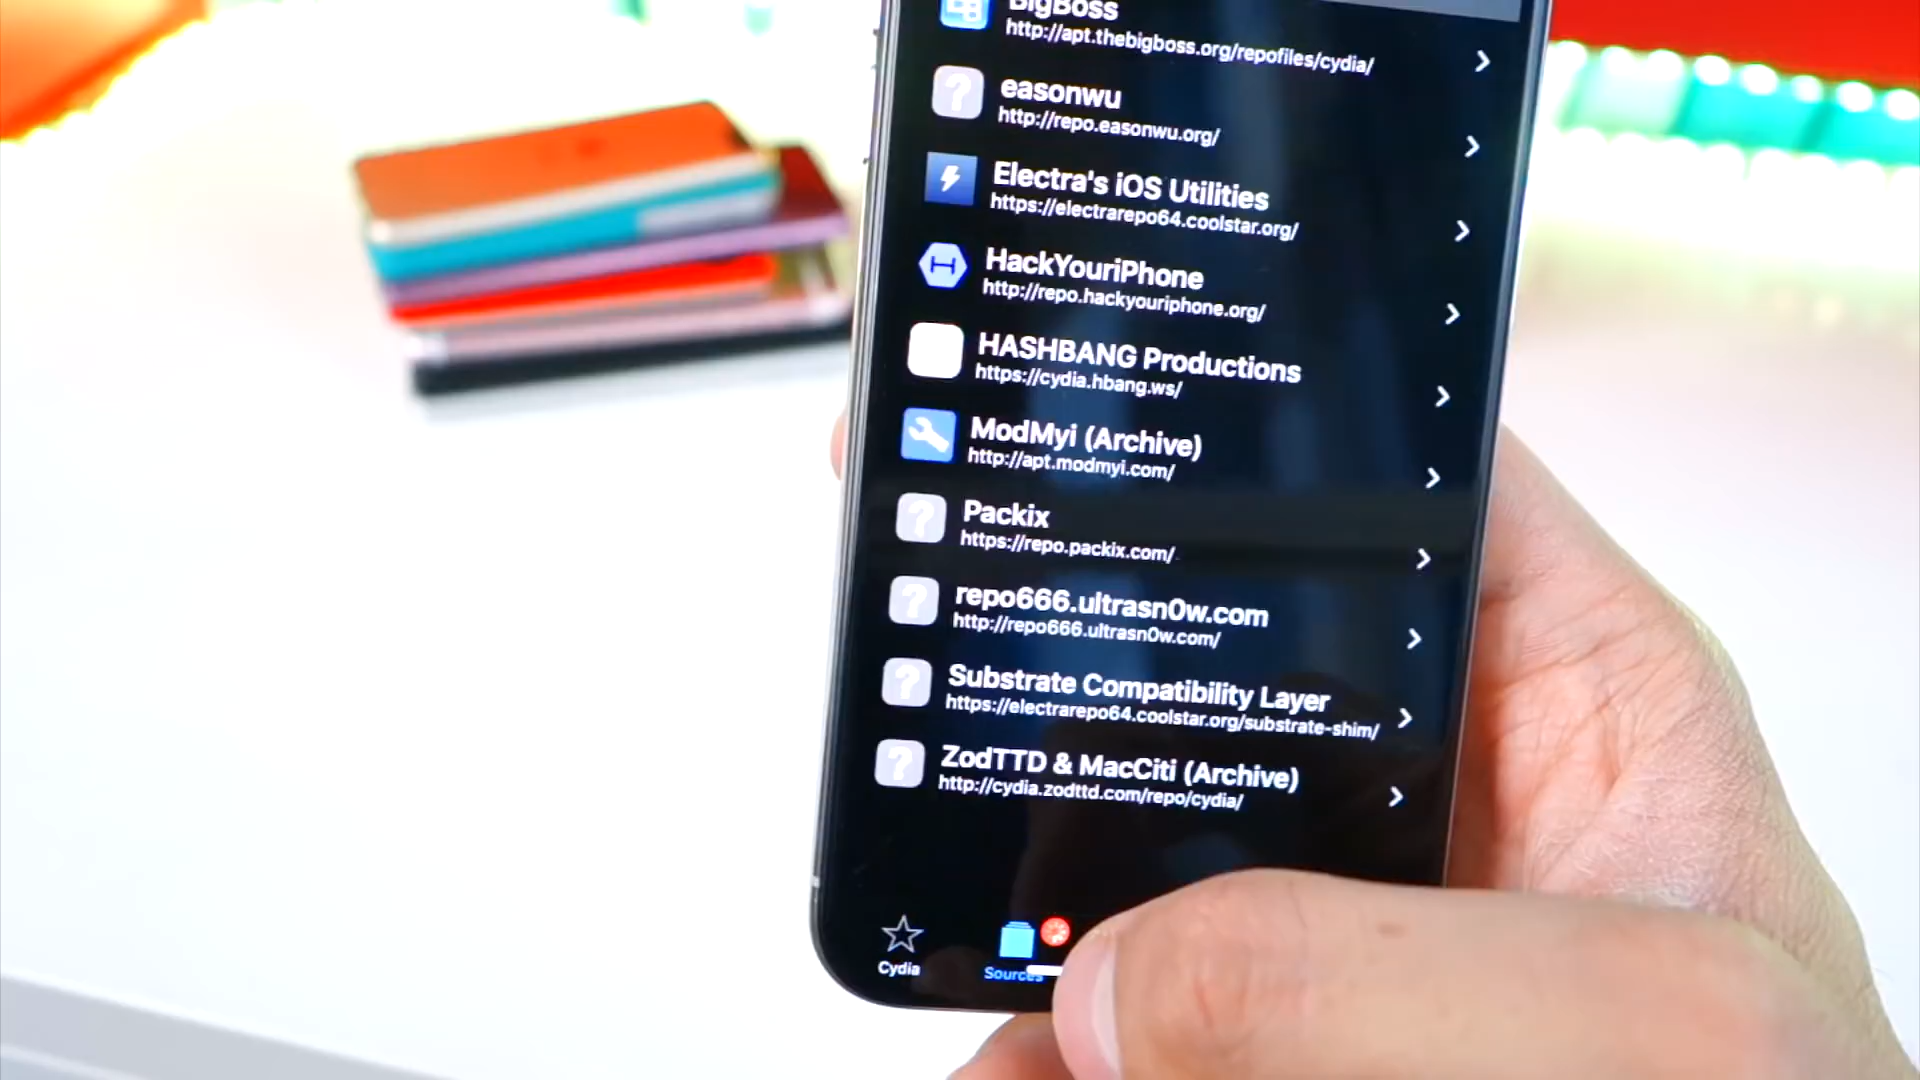 BigBoss
http://apt.thebigboss.org/repofiles/cydia/
easonwu
http://repo.easonwu.org/
Electra's iOS Utilities
https://electrarepo64.coolstar.org/
HackYouriPhone
http://repo.hackyouriphone.org/
HASHBANG Productions
https://cydia.hbang.ws/
ModMyi (Archive)
http://apt.modmyi.com/
Packix
https://repo.packix.com/
repo666.ultrasn0w.com
http://repo666.ultrasn0w.com/
Substrate Compatibility Layer
https://electrarepo64.coolstar.org/substrate-shim/
ZodTTD & MacCiti (Archive)
http://cydia.zodttd.com/repo/cydia/
Cydia
Sources